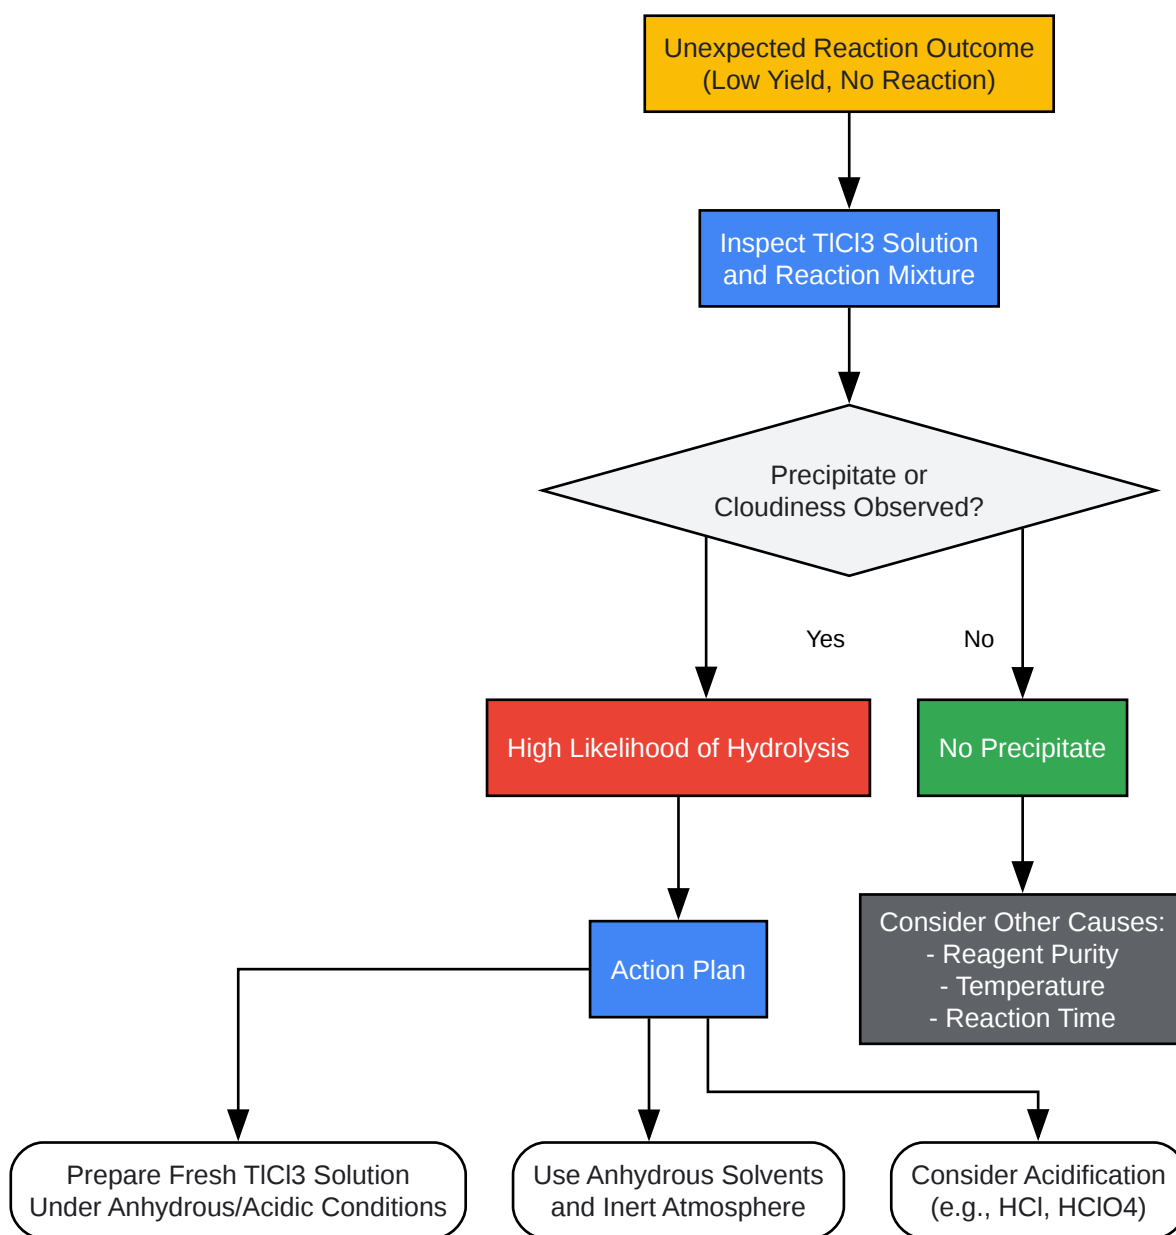 Unexpected Reaction Outcome
(Low Yield, No Reaction)
Inspect TlCl3 Solution
and Reaction Mixture
Precipitate or
Cloudiness Observed?
Yes
No
High Likelihood of Hydrolysis
No Precipitate
Consider Other Causes:
- Reagent Purity
- Temperature
- Reaction Time
Action Plan
Prepare Fresh TlCl3 Solution
Under Anhydrous/Acidic Conditions
Use Anhydrous Solvents
and Inert Atmosphere
Consider Acidification
(e.g., HCl, HClO4)